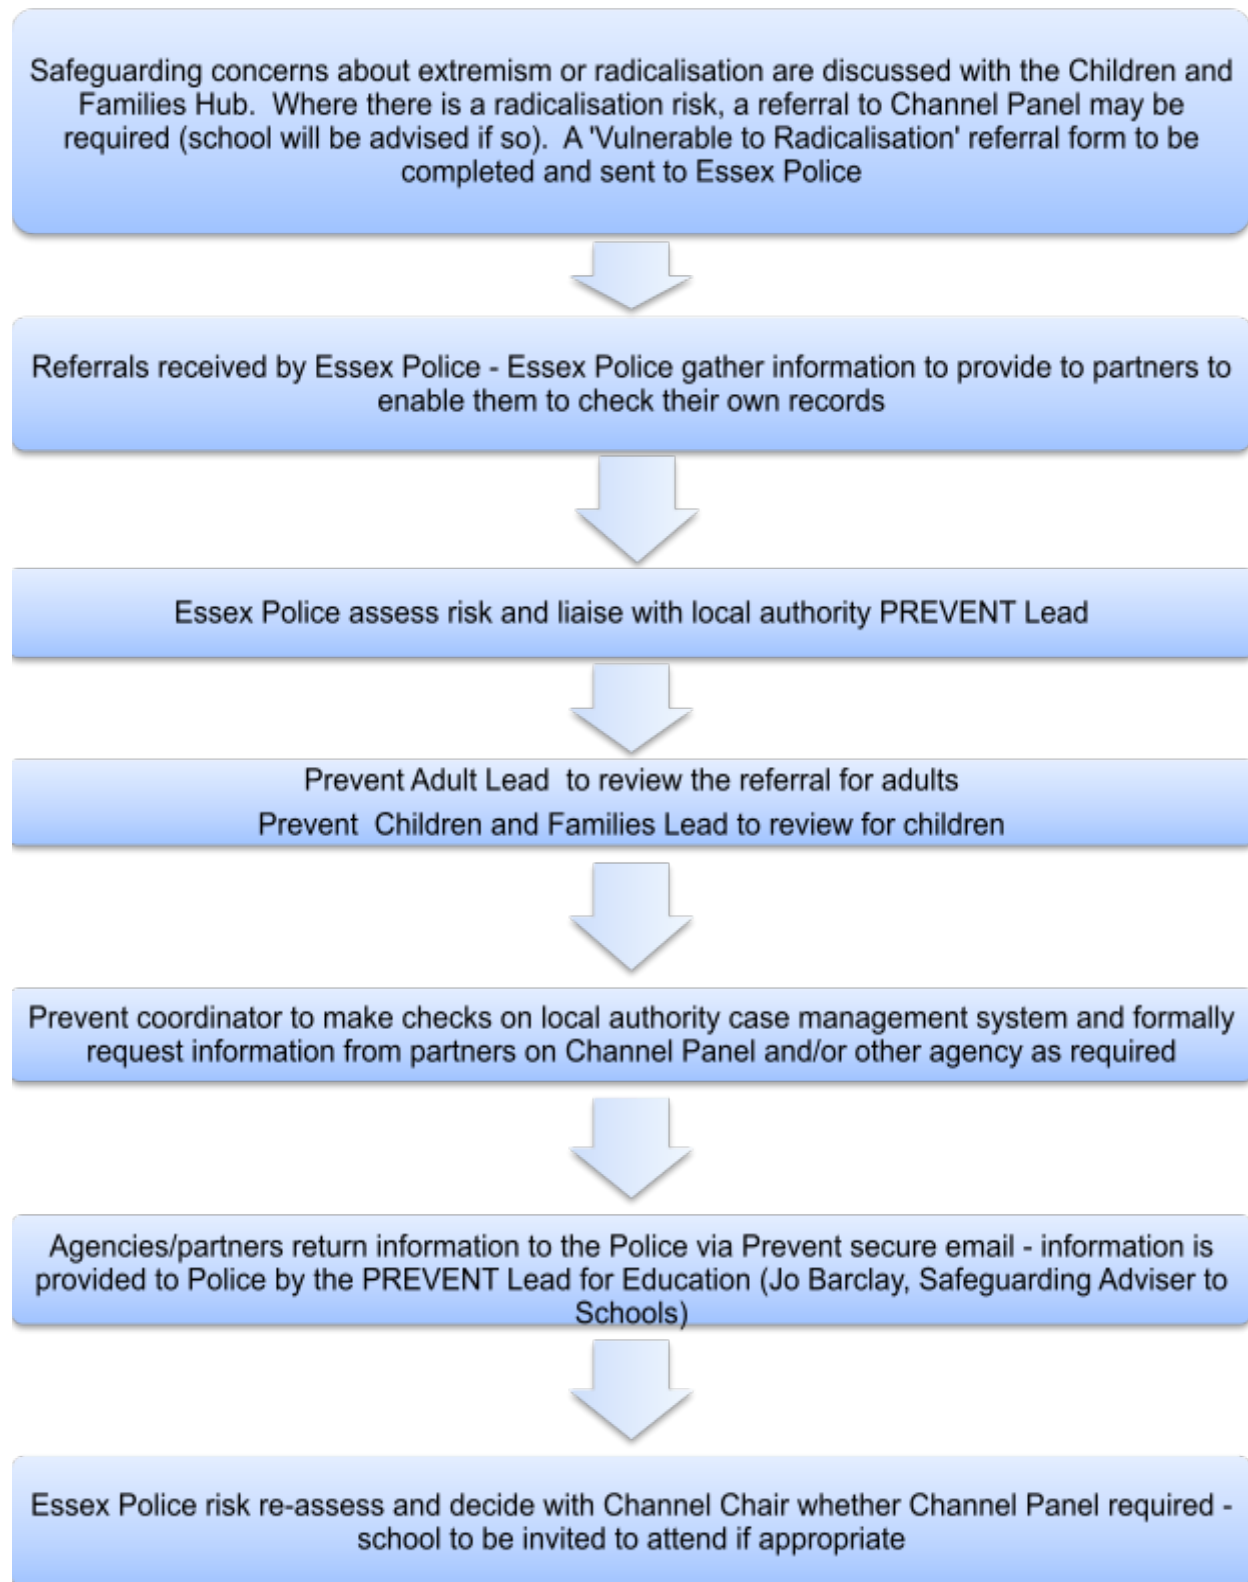 Safeguarding concerns about extremism or radicalisation are discussed with the Children and
Families Hub.  Where there is a radicalisation risk, a referral to Channel Panel may be
required (school will be advised if so).  A 'Vulnerable to Radicalisation' referral form to be
completed and sent to Essex Police
Referrals received by Essex Police - Essex Police gather information to provide to partners to
enable them to check their own records
Essex Police assess risk and liaise with local authority PREVENT Lead
Prevent Adult Lead  to review the referral for adults
Prevent  Children and Families Lead to review for children
Prevent coordinator to make checks on local authority case management system and formally
request information from partners on Channel Panel and/or other agency as required
Agencies/partners return information to the Police via Prevent secure email - information is
provided to Police by the PREVENT Lead for Education (Jo Barclay, Safeguarding Adviser to
Schools)
Essex Police risk re-assess and decide with Channel Chair whether Channel Panel required -
school to be invited to attend if appropriate